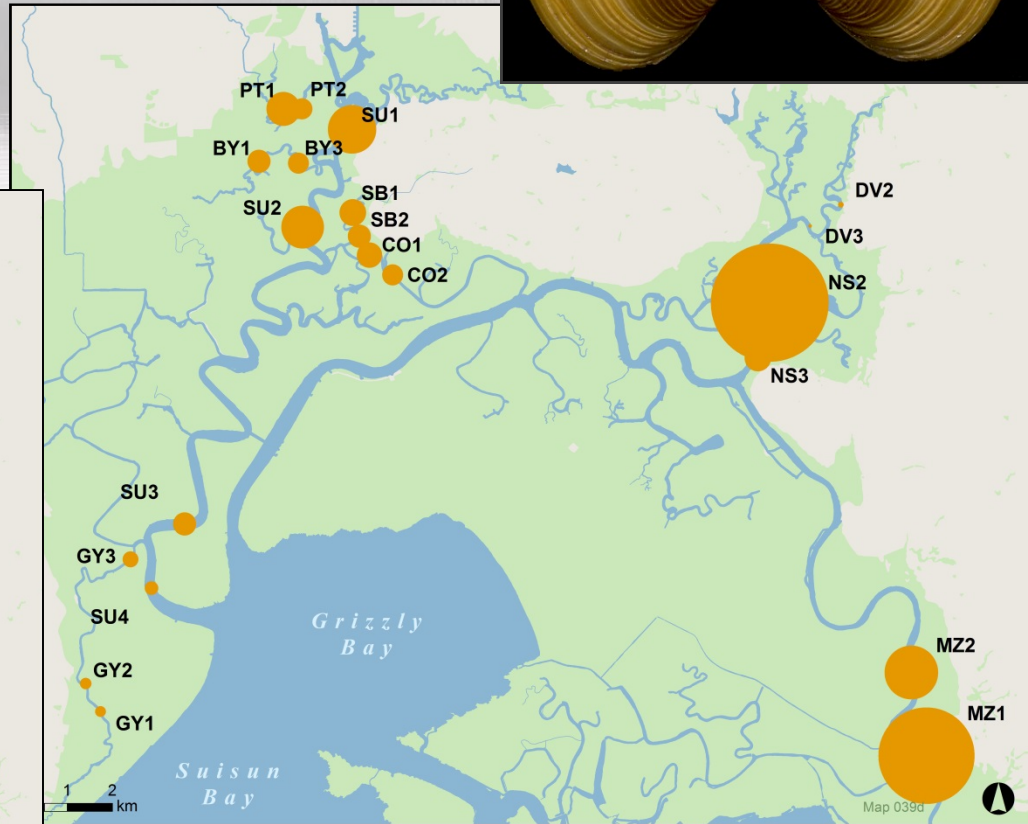 PT1 PT2
SU1
BY1 BY3
SB1
SU2
SB2
CO1
CO2
DV2
DV3
NS2
NS3
SU3
GY3
SU4
GY2
GY1
Grizzly
Bay
Suisun
Bay
MZ2
MZ1
1 2
km
Map 039d